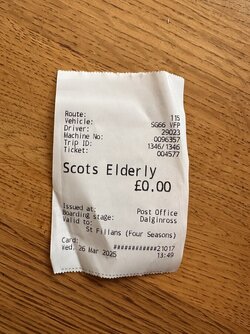 Route: 115
Vehicle: SG66 VFP
Driver: 29023
Machine No: 0096357
Trip ID: 1346/1346
Ticket: 004577
Scots Elderly
£0.00
Issued at: Post Office
Boarding stage: Dalginross
Valid to:
St Fillans (Four Seasons)
Card: ############21017
Wed, 26 Mar 2025 13:49